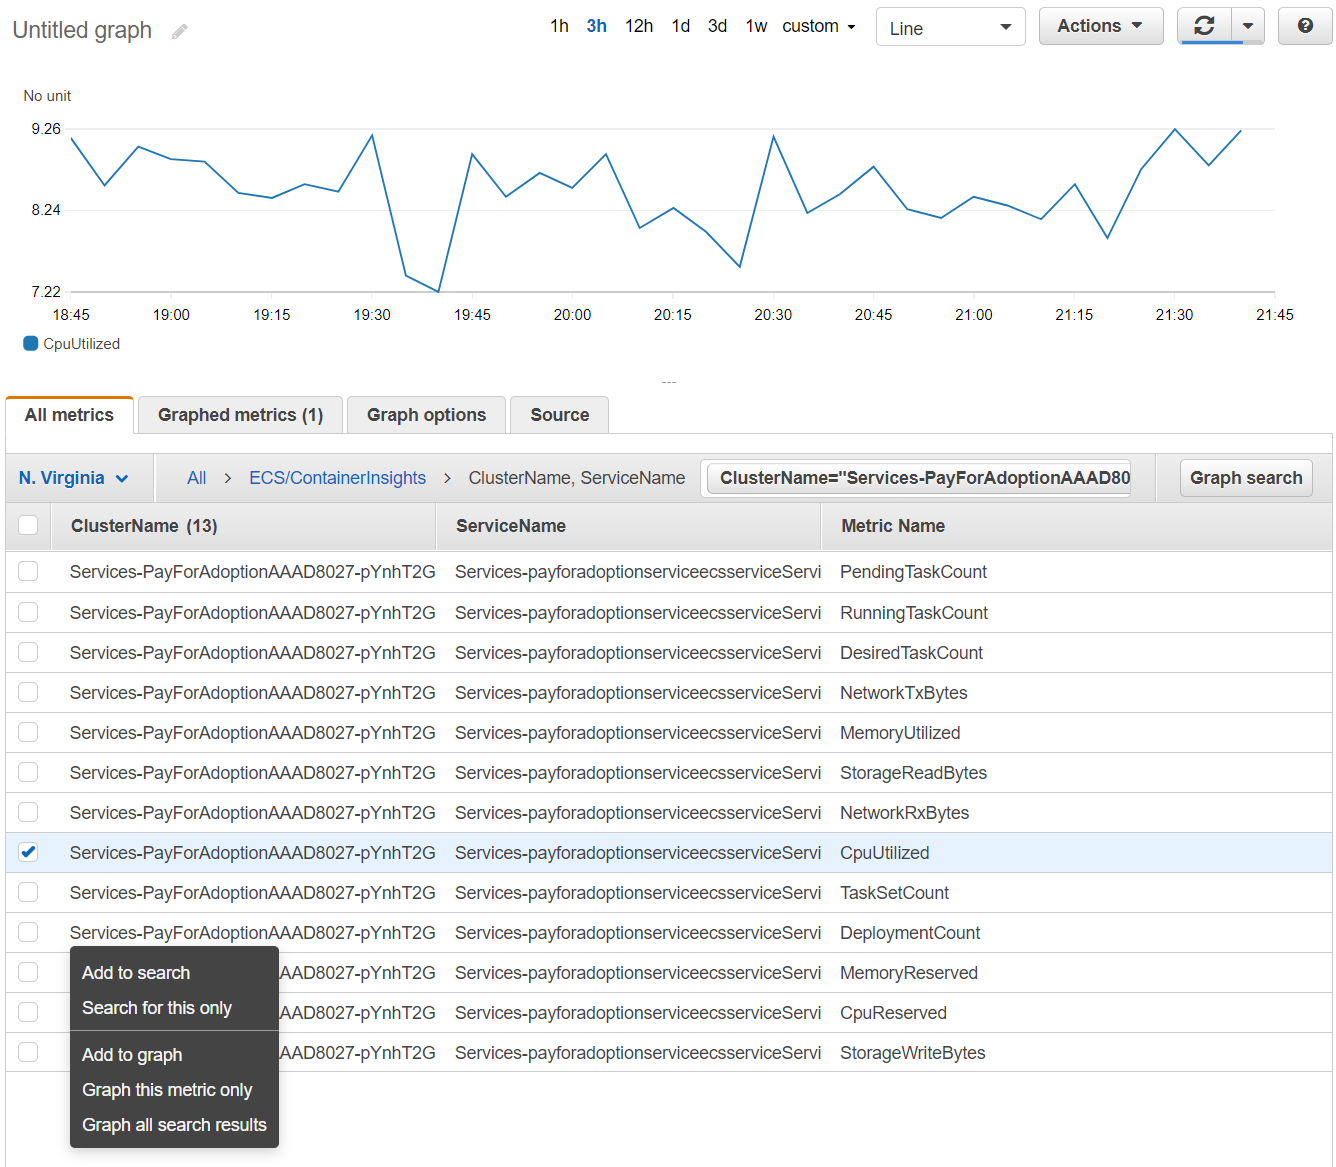 Untitled graph 1h 3h 12h 1d 3d 1w custom Line Actions
No unit
9.26
8.24
7.22
18:45 19:00 19:15 19:30 19:45 20:00 20:15 20:30 20:45 21:00 21:15 21:30 21:45
CpuUtilized
All metrics Graphed metrics (1) Graph options Source
N. Virginia All > ECS/ContainerInsights > ClusterName, ServiceName ClusterName="Services-PayForAdoptionAAAD80 Graph search
ClusterName (13) ServiceName Metric Name
Services-PayForAdoptionAAAD8027-pYnhT2G Services-payforadoptionserviceecsserviceServi PendingTaskCount
Services-PayForAdoptionAAAD8027-pYnhT2G Services-payforadoptionserviceecsserviceServi RunningTaskCount
Services-PayForAdoptionAAAD8027-pYnhT2G Services-payforadoptionserviceecsserviceServi DesiredTaskCount
Services-PayForAdoptionAAAD8027-pYnhT2G Services-payforadoptionserviceecsserviceServi NetworkTxBytes
Services-PayForAdoptionAAAD8027-pYnhT2G Services-payforadoptionserviceecsserviceServi MemoryUtilized
Services-PayForAdoptionAAAD8027-pYnhT2G Services-payforadoptionserviceecsserviceServi StorageReadBytes
Services-PayForAdoptionAAAD8027-pYnhT2G Services-payforadoptionserviceecsserviceServi NetworkRxBytes
Services-PayForAdoptionAAAD8027-pYnhT2G Services-payforadoptionserviceecsserviceServi CpuUtilized
Services-PayForAdoptionAAAD8027-pYnhT2G Services-payforadoptionserviceecsserviceServi TaskSetCount
Services-PayForAdoptionAAAD8027-pYnhT2G Services-payforadoptionserviceecsserviceServi DeploymentCount
AAD8027-pYnhT2G Services-payforadoptionserviceecsserviceServi MemoryReserved
AAD8027-pYnhT2G Services-payforadoptionserviceecsserviceServi CpuReserved
AAD8027-pYnhT2G Services-payforadoptionserviceecsserviceServi StorageWriteBytes
Add to search
Search for this only
Add to graph
Graph this metric only
Graph all search results